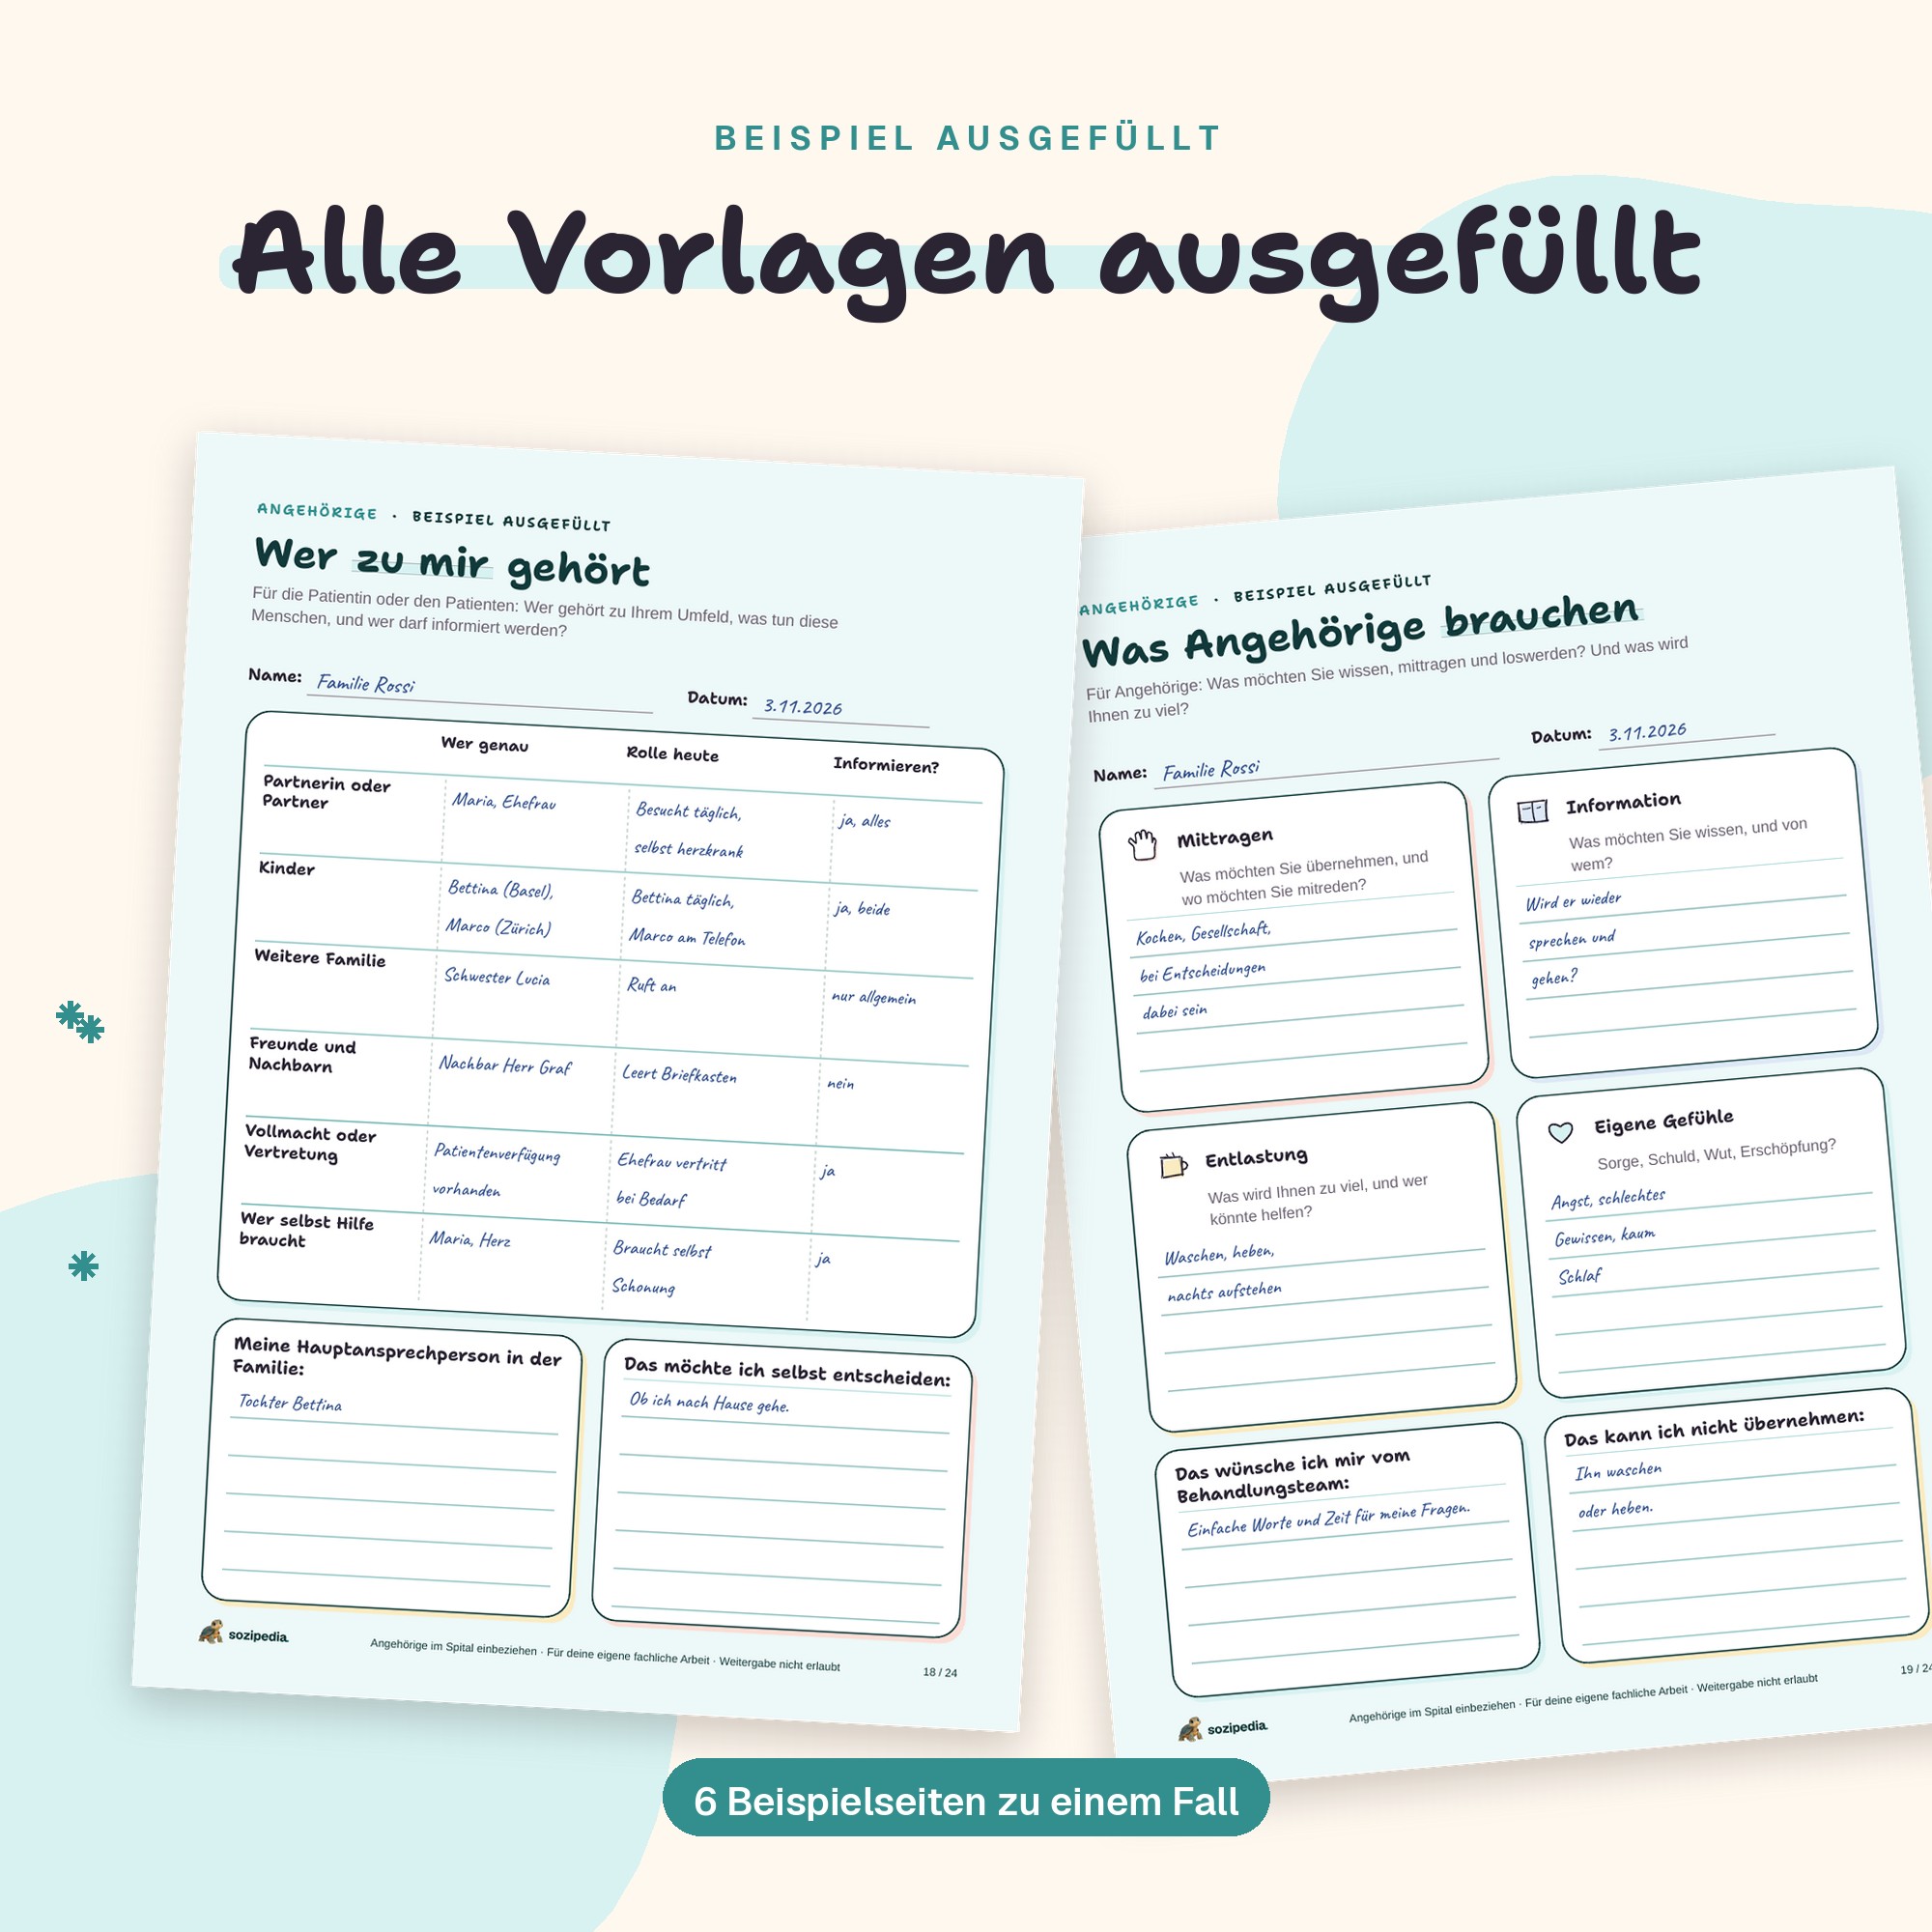 BEISPIEL AUSGEFÜLLT
Alle Vorlagen ausgefüllt
ANGEHÖRIGE · BEISPIEL AUSGEFÜLLT
Wer zu mir gehört
Für die Patientin oder den Patienten: Wer gehört zu Ihrem Umfeld, was tun diese
Menschen, und wer darf informiert werden?
Name: Familie Rossi Datum: 3.11.2026
Wer genau Rolle heute Informieren?
Partnerin oder
Partner
Maria, Ehefrau
Besucht täglich,
selbst herzkrank
ja, alles
Kinder
Bettina (Basel),
Marco (Zürich)
Bettina täglich,
Marco am Telefon
ja, beide
Weitere Familie
Schwester Lucia
Ruft an
nur allgemein
Freunde und
Nachbarn
Nachbar Herr Graf
Leert Briefkasten
nein
Vollmacht oder
Vertretung
Patientenverfügung
vorhanden
Ehefrau vertritt
bei Bedarf
ja
Wer selbst Hilfe
braucht
Maria, Herz
Braucht selbst
Schonung
ja
Meine Hauptansprechperson in der
Familie:
Tochter Bettina
Das möchte ich selbst entscheiden:
Ob ich nach Hause gehe.
sozipedia.
Angehörige im Spital einbeziehen · Für deine eigene fachliche Arbeit · Weitergabe nicht erlaubt
18 / 24
ANGEHÖRIGE · BEISPIEL AUSGEFÜLLT
Was Angehörige brauchen
Für Angehörige: Was möchten Sie wissen, mittragen und loswerden? Und was wird
Ihnen zu viel?
Name: Familie Rossi Datum: 3.11.2026
Mittragen
Was möchten Sie übernehmen, und
wo möchten Sie mitreden?
Kochen, Gesellschaft,
bei Entscheidungen
dabei sein
Information
Was möchten Sie wissen, und von
wem?
Wird er wieder
sprechen und
gehen?
Entlastung
Was wird Ihnen zu viel, und wer
könnte helfen?
Waschen, heben,
nachts aufstehen
Eigene Gefühle
Sorge, Schuld, Wut, Erschöpfung?
Angst, schlechtes
Gewissen, kaum
Schlaf
Das wünsche ich mir vom
Behandlungsteam:
Einfache Worte und Zeit für meine Fragen.
Das kann ich nicht übernehmen:
Ihn waschen
oder heben.
sozipedia.
Angehörige im Spital einbeziehen · Für deine eigene fachliche Arbeit · Weitergabe nicht erlaubt
19 / 24
6 Beispielseiten zu einem Fall